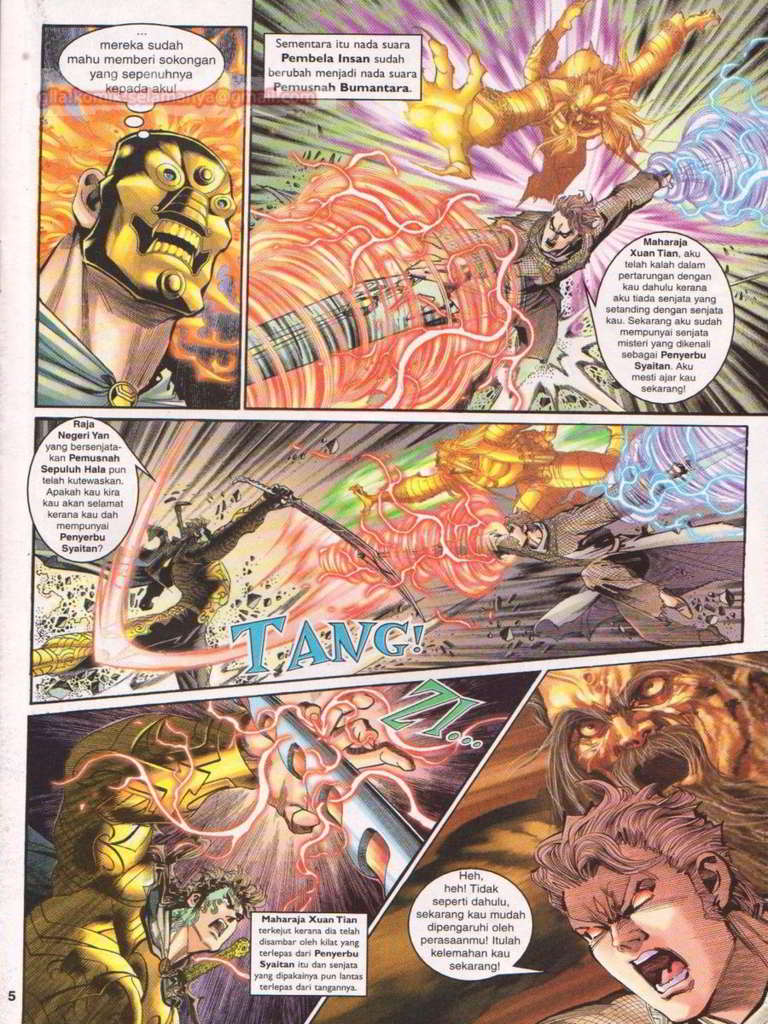 ...
mereka sudah
mahu memberi sokongan
yang sepenuhnya
kepada aku!
Sementara itu nada suara
Pembela Insan sudah
berubah menjadi nada suara
Pemusnah Bumantara.
Maharaja
Xuan Tian, aku
telah kalah dalam
pertarungan dengan
kau dahulu kerana
aku tiada senjata yang
setanding dengan senjata
kau. Sekarang aku sudah
mempunyai senjata
misteri yang dikenali
sebagai Penyerbu
Syaitan. Aku
mesti ajar kau
sekarang!
Raja
Negeri Yan
yang bersenjata-
kan Pemusnah
Sepuluh Hala pun
telah kutewaskan.
Apakah kau kira
kau akan selamat
kerana kau dah
mempunyai
Penyerbu
Syaitan?
TANG!
ZI...
Maharaja Xuan Tian
terkejut kerana dia telah
disambar oleh kilat yang
terlepas dari Penyerbu
Syaitan itu dan senjata
yang dipakainya pun lantas
terlepas dari tangannya.
Heh,
heh! Tidak
seperti dahulu,
sekarang kau mudah
dipengaruhi oleh
perasaanmu! Itulah
kelemahan kau
sekarang!
5